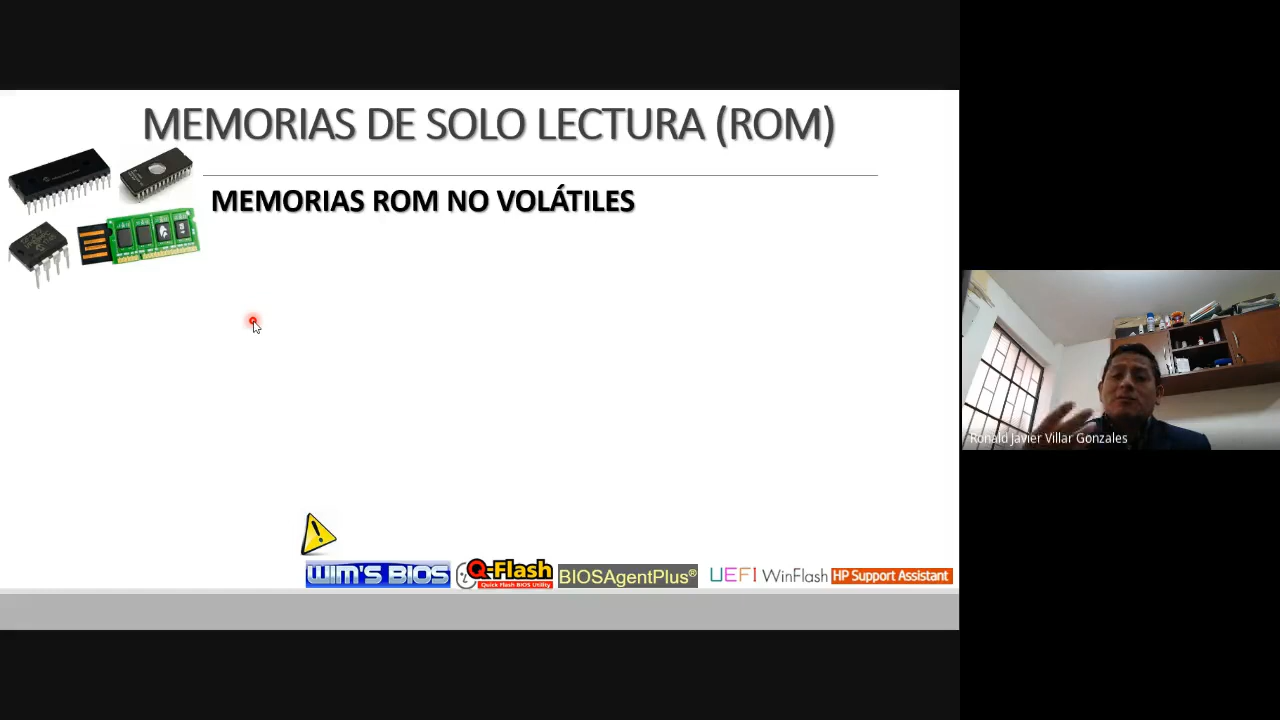 MEMORIAS DE SOLO LECTURA (ROM)
MEMORIAS ROM NO VOLÁTILES
WIM'S BIOS
Q-Flash
Quick Flash BIOS Utility
BIOSAgentPlus®
UEFI WinFlash
HP Support Assistant
Ronald Javier Villar Gonzales